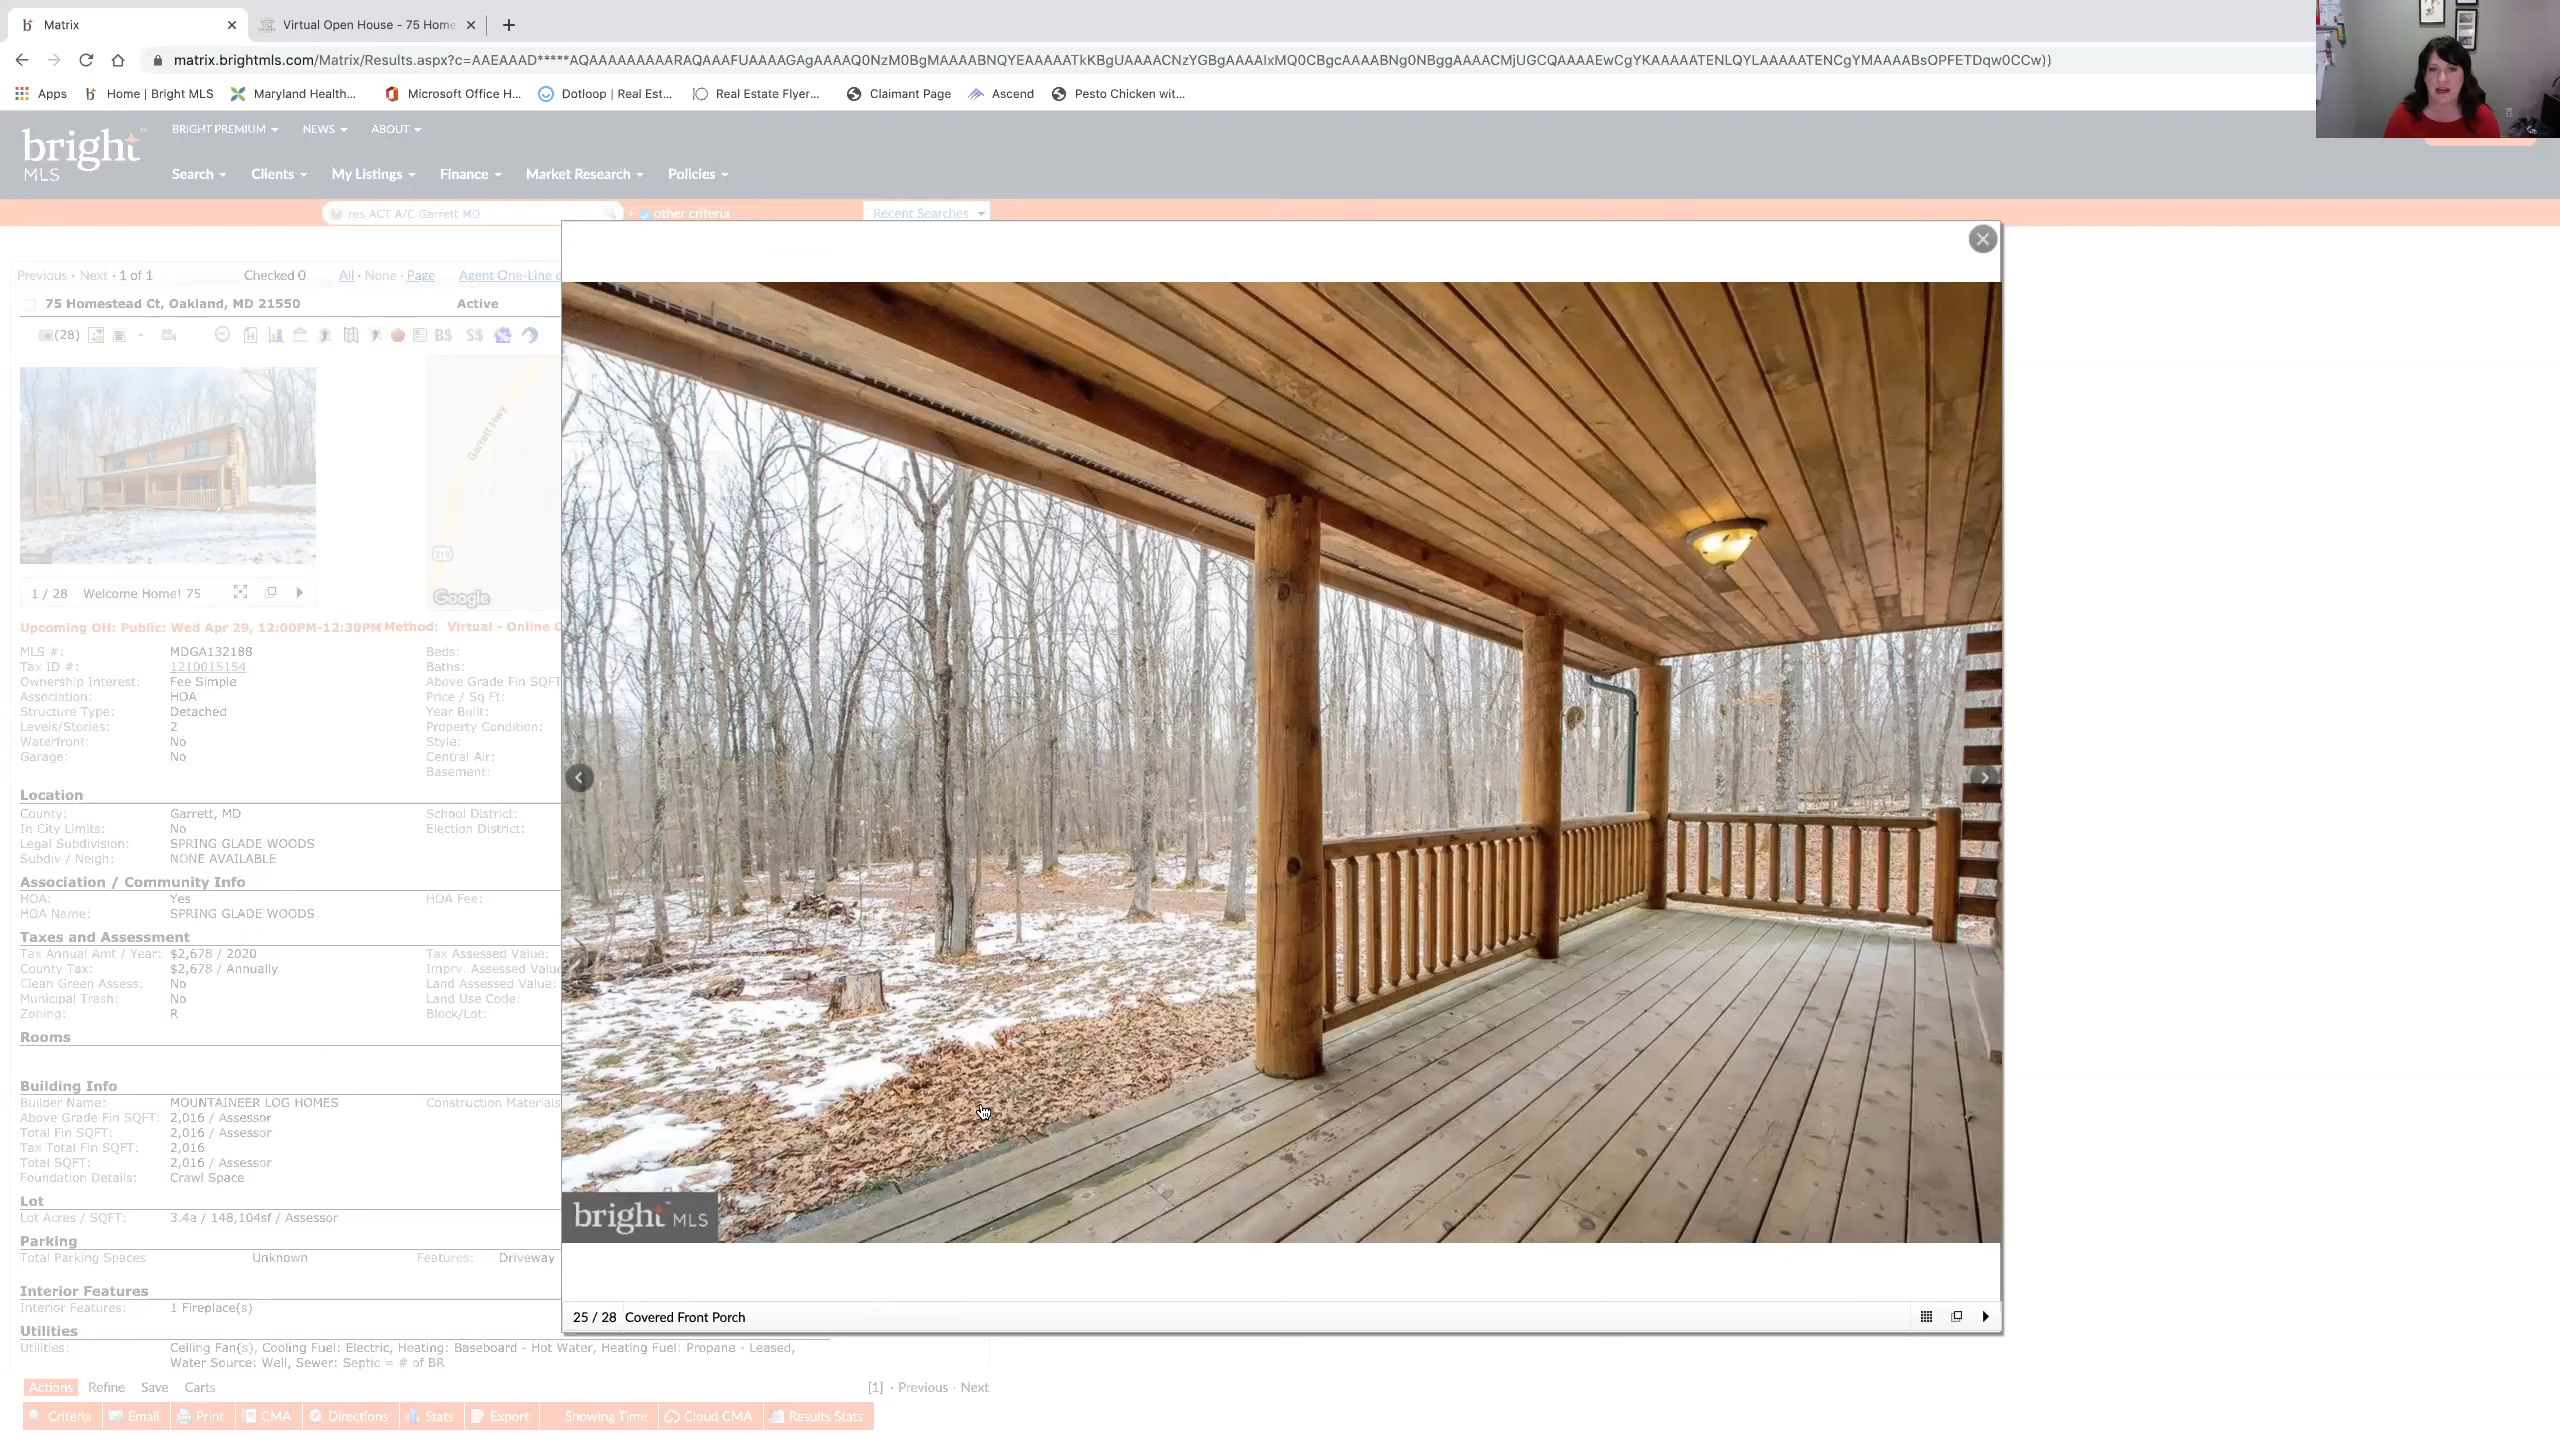 Matrix
Virtual Open House - 75 Home
matrix.brightmls.com/Matrix/Results.aspx?c=AAEAAAD*****AQAAAAAAAAARAQAAAFUAAAAGAgAAAAQ0NzM0BgMAAAABNQYEAAAAATkKBgUAAAACNzYGBgAAAAIxMQ0CBgcAAAABNg0NBggAAAACMjUGCQAAAAEwCgYKAAAAATENLQYLAAAAATENCgYMAAAABsOPFETDqw0CCw))
Apps
Home | Bright MLS
Maryland Health...
Microsoft Office H...
Dotloop | Real Est...
Real Estate Flyer...
Claimant Page
Ascend
Pesto Chicken wit...
bright MLS
BRIGHT PREMIUM
NEWS
ABOUT
Search
Clients
My Listings
Finance
Market Research
Policies
res ACT A/C Garrett MD
+ other criteria
Recent Searches
Previous · Next · 1 of 1
Checked 0
All · None · Page
Agent One-Line
75 Homestead Ct, Oakland, MD 21550
Active
(28)
B$
S$
Garrett Hwy
219
Google
1 / 28 Welcome Home! 75
Upcoming OH: Public: Wed Apr 29, 12:00PM-12:30PM Method: Virtual - Online
MLS #: MDGA132188 Beds:
Tax ID #: 1210015154 Baths:
Ownership Interest: Fee Simple Above Grade Fin SQFT
Association: HOA Price / Sq Ft:
Structure Type: Detached Year Built:
Levels/Stories: 2 Property Condition:
Waterfront: No Style:
Garage: No Central Air:
Basement:
Location
County: Garrett, MD School District:
In City Limits: No Election District:
Legal Subdivision: SPRING GLADE WOODS
Subdiv / Neigh: NONE AVAILABLE
Association / Community Info
HOA: Yes HOA Fee:
HOA Name: SPRING GLADE WOODS
Taxes and Assessment
Tax Annual Amt / Year: $2,678 / 2020 Tax Assessed Value:
County Tax: $2,678 / Annually Imprv. Assessed Value
Clean Green Assess: No Land Assessed Value:
Municipal Trash: No Land Use Code:
Zoning: R Block/Lot:
Rooms
Building Info
Builder Name: MOUNTAINEER LOG HOMES Construction Materials
Above Grade Fin SQFT: 2,016 / Assessor
Total Fin SQFT: 2,016 / Assessor
Tax Total Fin SQFT: 2,016
Total SQFT: 2,016 / Assessor
Foundation Details: Crawl Space
Lot
Lot Acres / SQFT: 3.4a / 148,104sf / Assessor
Parking
Total Parking Spaces Unknown Features: Driveway
Interior Features
Interior Features: 1 Fireplace(s)
Utilities
Utilities: Ceiling Fan(s), Cooling Fuel: Electric, Heating: Baseboard - Hot Water, Heating Fuel: Propane - Leased,
Water Source: Well, Sewer: Septic = # of BR
bright MLS
25 / 28 Covered Front Porch
Actions Refine Save Carts
[1] · Previous · Next
Criteria Email Print CMA Directions Stats Export Showing Time Cloud CMA Results Stats